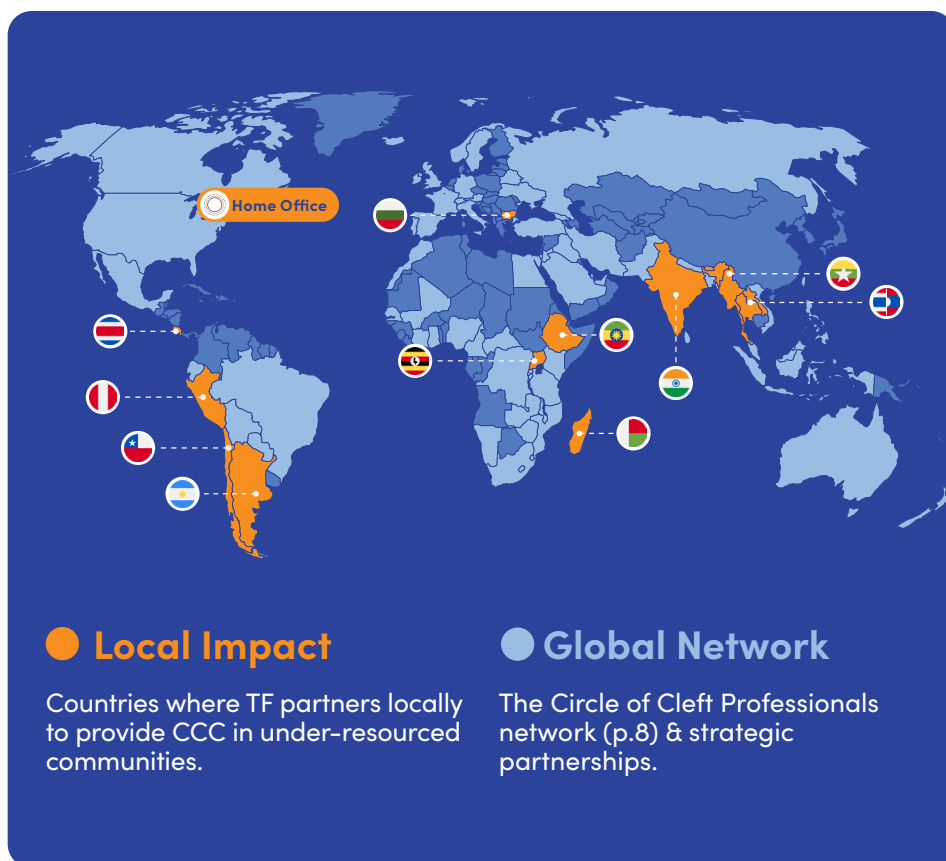 Home Office
Local Impact
Countries where TF partners locally
to provide CCC in under-resourced
communities.
Global Network
The Circle of Cleft Professionals
network (p.8) & strategic
partnerships.